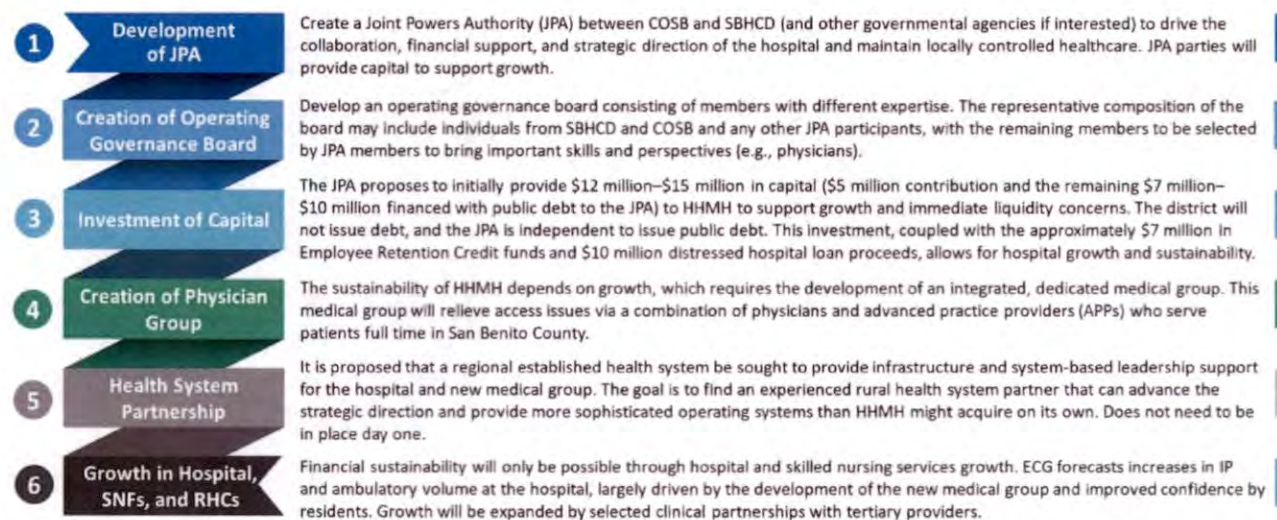 1
Development
of JPA
Create a Joint Powers Authority (JPA) between COSB and SBHCD (and other governmental agencies if interested) to drive the
collaboration, financial support, and strategic direction of the hospital and maintain locally controlled healthcare. JPA parties will
provide capital to support growth.
2
Creation of Operating
Governance Board
Develop an operating governance board consisting of members with different expertise. The representative composition of the
board may include individuals from SBHCD and COSB and any other JPA participants, with the remaining members to be selected
by JPA members to bring important skills and perspectives (e.g., physicians).
3
Investment of Capital
The JPA proposes to initially provide $12 million–$15 million in capital ($5 million contribution and the remaining $7 million–
$10 million financed with public debt to the JPA) to HHMH to support growth and immediate liquidity concerns. The district will
not issue debt, and the JPA is independent to issue public debt. This investment, coupled with the approximately $7 million in
Employee Retention Credit funds and $10 million distressed hospital loan proceeds, allows for hospital growth and sustainability.
4
Creation of Physician
Group
The sustainability of HHMH depends on growth, which requires the development of an integrated, dedicated medical group. This
medical group will relieve access issues via a combination of physicians and advanced practice providers (APPs) who serve
patients full time in San Benito County.
5
Health System
Partnership
It is proposed that a regional established health system be sought to provide infrastructure and system-based leadership support
for the hospital and new medical group. The goal is to find an experienced rural health system partner that can advance the
strategic direction and provide more sophisticated operating systems than HHMH might acquire on its own. Does not need to be
in place day one.
6
Growth in Hospital,
SNFs, and RHCs
Financial sustainability will only be possible through hospital and skilled nursing services growth. ECG forecasts increases in IP
and ambulatory volume at the hospital, largely driven by the development of the new medical group and improved confidence by
residents. Growth will be expanded by selected clinical partnerships with tertiary providers.